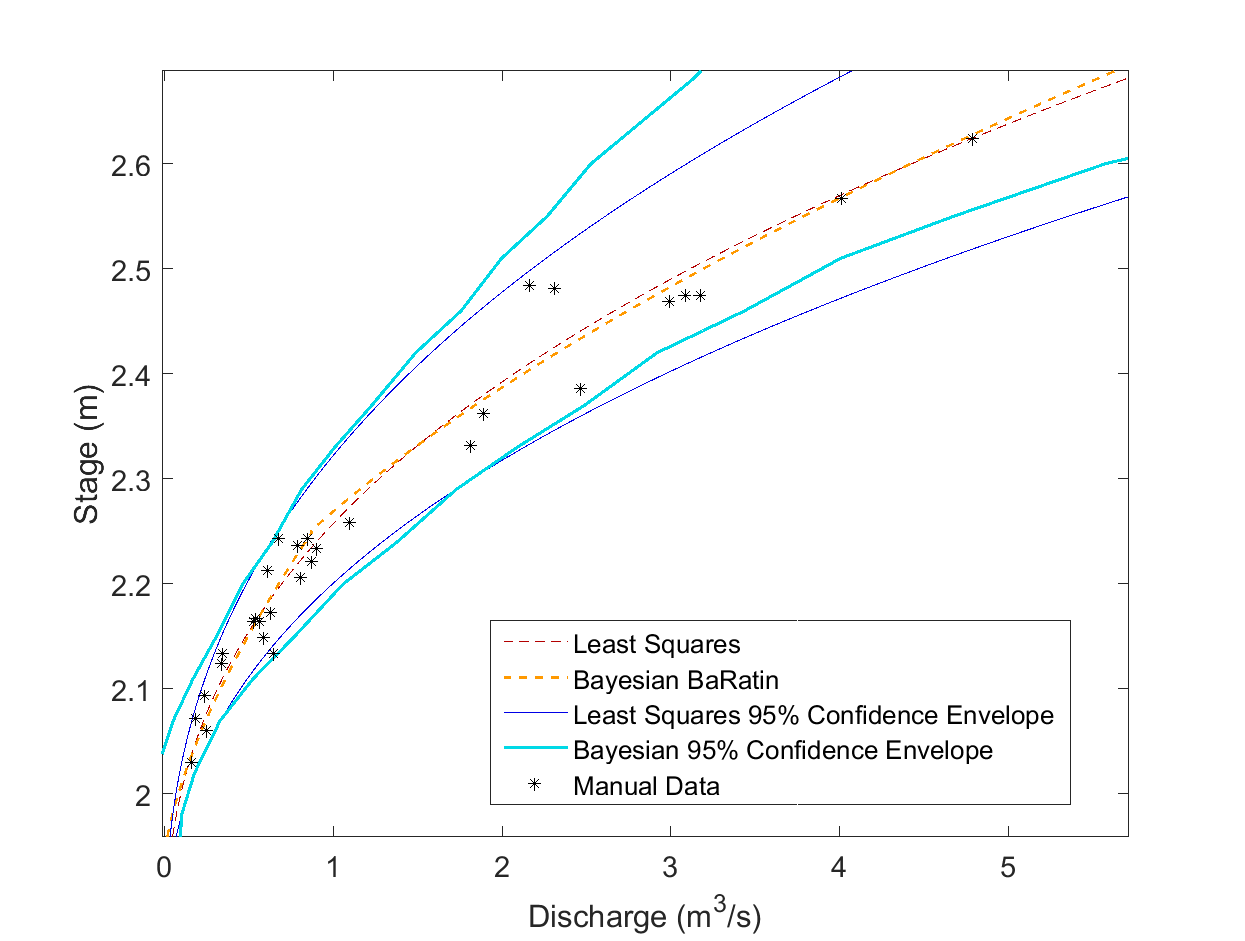 2.6
2.5
2.4
2.3
2.2
2.1
2
Stage (m)
0 1 2 3 4 5
Discharge (m³/s)
Least Squares
Bayesian BaRatin
Least Squares 95% Confidence Envelope
Bayesian 95% Confidence Envelope
Manual Data